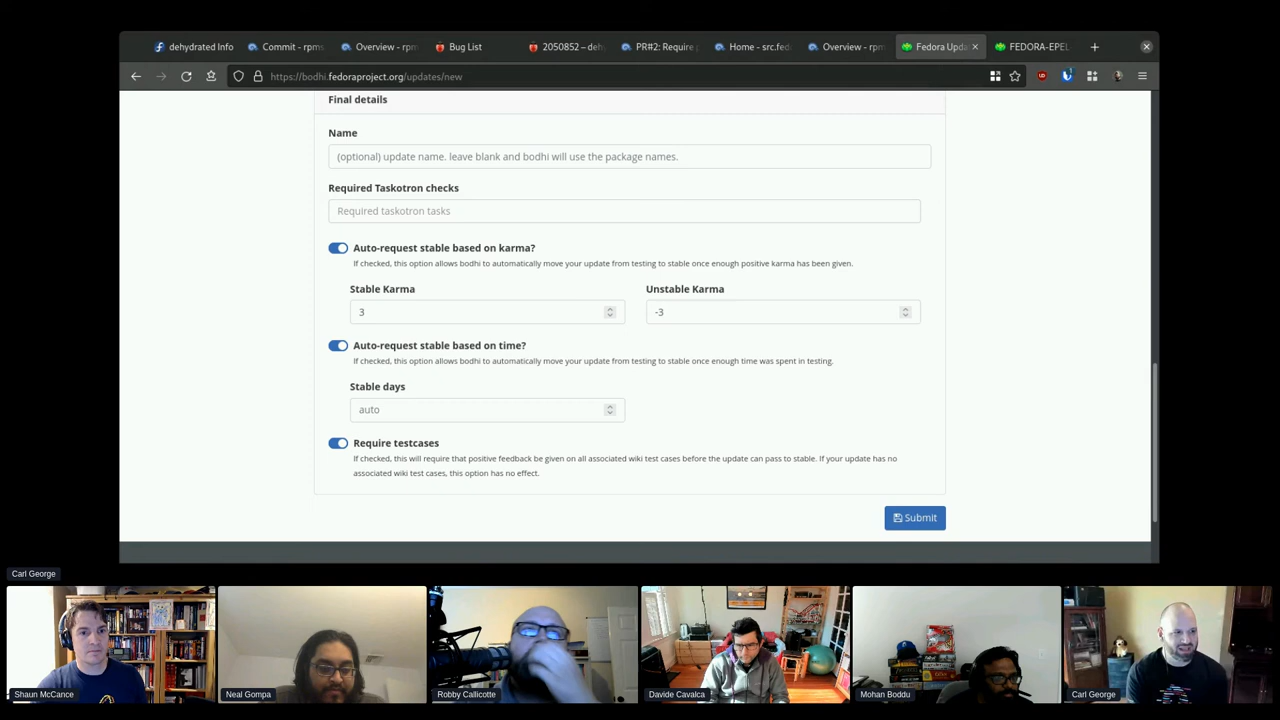 dehydrated Info
Commit - rpms
Overview - rpm
Bug List
2050852 – deh
PR#2: Require
Home - src.fed
Overview - rpm
Fedora Upda
FEDORA-EPEL
https://bodhi.fedoraproject.org/updates/new
Final details
Name
(optional) update name. leave blank and bodhi will use the package names.
Required Taskotron checks
Required taskotron tasks
Auto-request stable based on karma?
If checked, this option allows bodhi to automatically move your update from testing to stable once enough positive karma has been given.
Stable Karma
Unstable Karma
3
-3
Auto-request stable based on time?
If checked, this option allows bodhi to automatically move your update from testing to stable once enough time was spent in testing.
Stable days
auto
Require testcases
If checked, this will require that positive feedback be given on all associated wiki test cases before the update can pass to stable. If your update has no
associated wiki test cases, this option has no effect.
Submit
Carl George
Shaun McCance
Neal Gompa
Robby Callicotte
Davide Cavalca
Mohan Boddu
Carl George